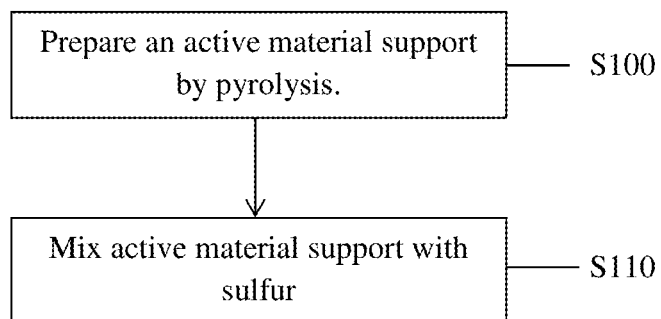 Prepare an active material support
by pyrolysis.
S100
Mix active material support with
sulfur
S110